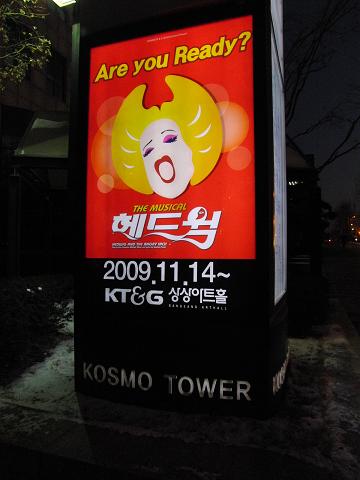 Are you Ready?
THE MUSICAL
헤드윅
HEDWIG AND THE ANGRY INCH
2009.11.14~
KT&G 상상아트홀
SANGSANG ARTHALL
KOSMO TOWER